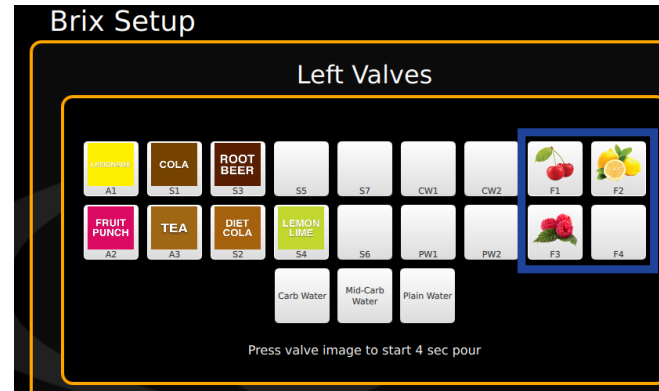 Brix Setup
Left Valves
LEMONADE
COLA
ROOT
BEER
A1 S1 S3 S5 S7 CW1 CW2 F1 F2
FRUIT
PUNCH
TEA
DIET
COLA
LEMON
LIME
A2 A3 S2 S4 S6 PW1 PW2 F3 F4
Carb Water
Mid-Carb
Water
Plain Water
Press valve image to start 4 sec pour